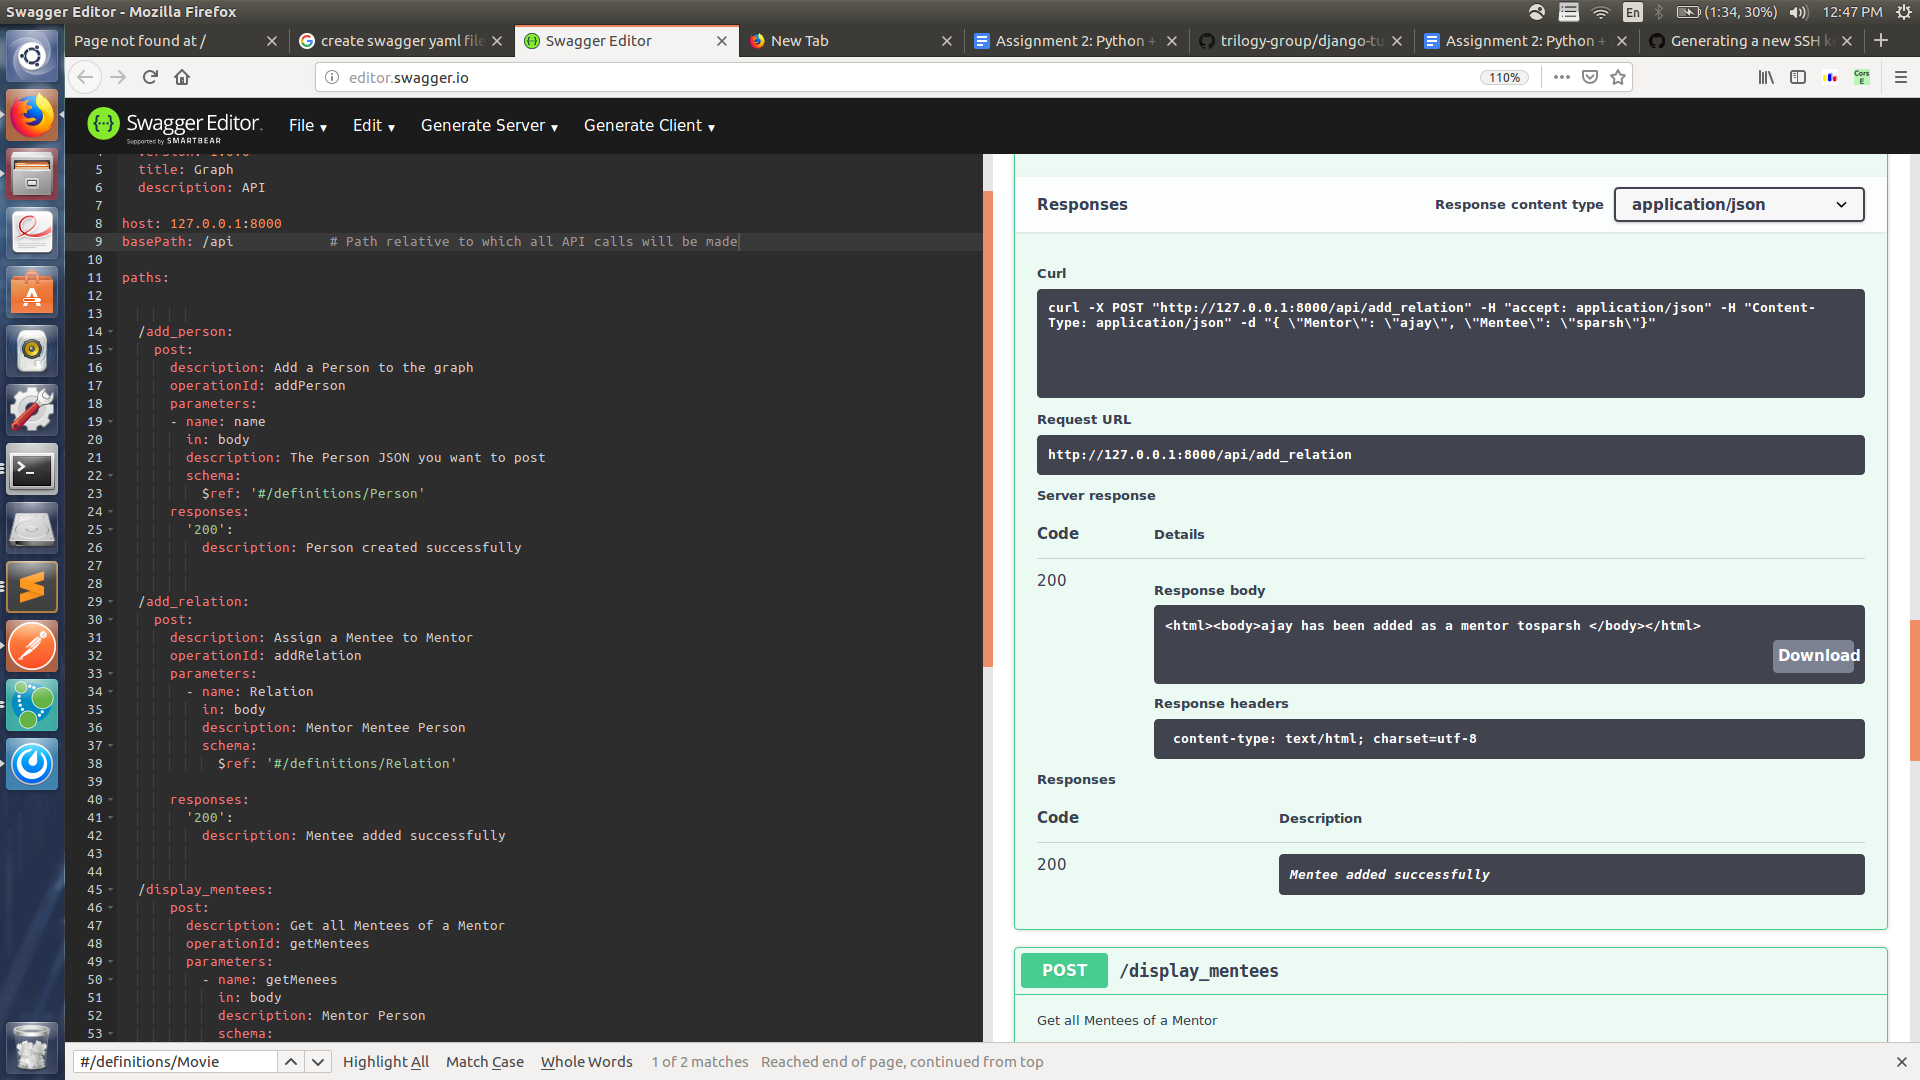 Swagger Editor - Mozilla Firefox
En
(1:34, 30%)
12:47 PM
Page not found at /
create swagger yaml file
Swagger Editor
New Tab
Assignment 2: Python +
trilogy-group/django-tu
Assignment 2: Python +
Generating a new SSH k
editor.swagger.io
110%
Cors
E
Swagger Editor
Supported by SMARTBEAR
File
Edit
Generate Server
Generate Client
4 version: 1.0.0
5 title: Graph
6 description: API
7
8 host: 127.0.0.1:8000
9 basePath: /api # Path relative to which all API calls will be made
10
11 paths:
12
13
14 /add_person:
15 post:
16 description: Add a Person to the graph
17 operationId: addPerson
18 parameters:
19 - name: name
20 in: body
21 description: The Person JSON you want to post
22 schema:
23 $ref: '#/definitions/Person'
24 responses:
25 '200':
26 description: Person created successfully
27
28
29 /add_relation:
30 post:
31 description: Assign a Mentee to Mentor
32 operationId: addRelation
33 parameters:
34 - name: Relation
35 in: body
36 description: Mentor Mentee Person
37 schema:
38 $ref: '#/definitions/Relation'
39
40 responses:
41 '200':
42 description: Mentee added successfully
43
44
45 /display_mentees:
46 post:
47 description: Get all Mentees of a Mentor
48 operationId: getMentees
49 parameters:
50 - name: getMenees
51 in: body
52 description: Mentor Person
53 schema:
Responses
Response content type
application/json
Curl
curl -X POST "http://127.0.0.1:8000/api/add_relation" -H "accept: application/json" -H "Content-
Type: application/json" -d "{ \"Mentor\": \"ajay\", \"Mentee\": \"sparsh\"}"
Request URL
http://127.0.0.1:8000/api/add_relation
Server response
Code
Details
200
Response body
<html><body>ajay has been added as a mentor tosparsh </body></html>
Download
Response headers
content-type: text/html; charset=utf-8
Responses
Code
Description
200
Mentee added successfully
POST
/display_mentees
Get all Mentees of a Mentor
#/definitions/Movie
Highlight All
Match Case
Whole Words
1 of 2 matches
Reached end of page, continued from top